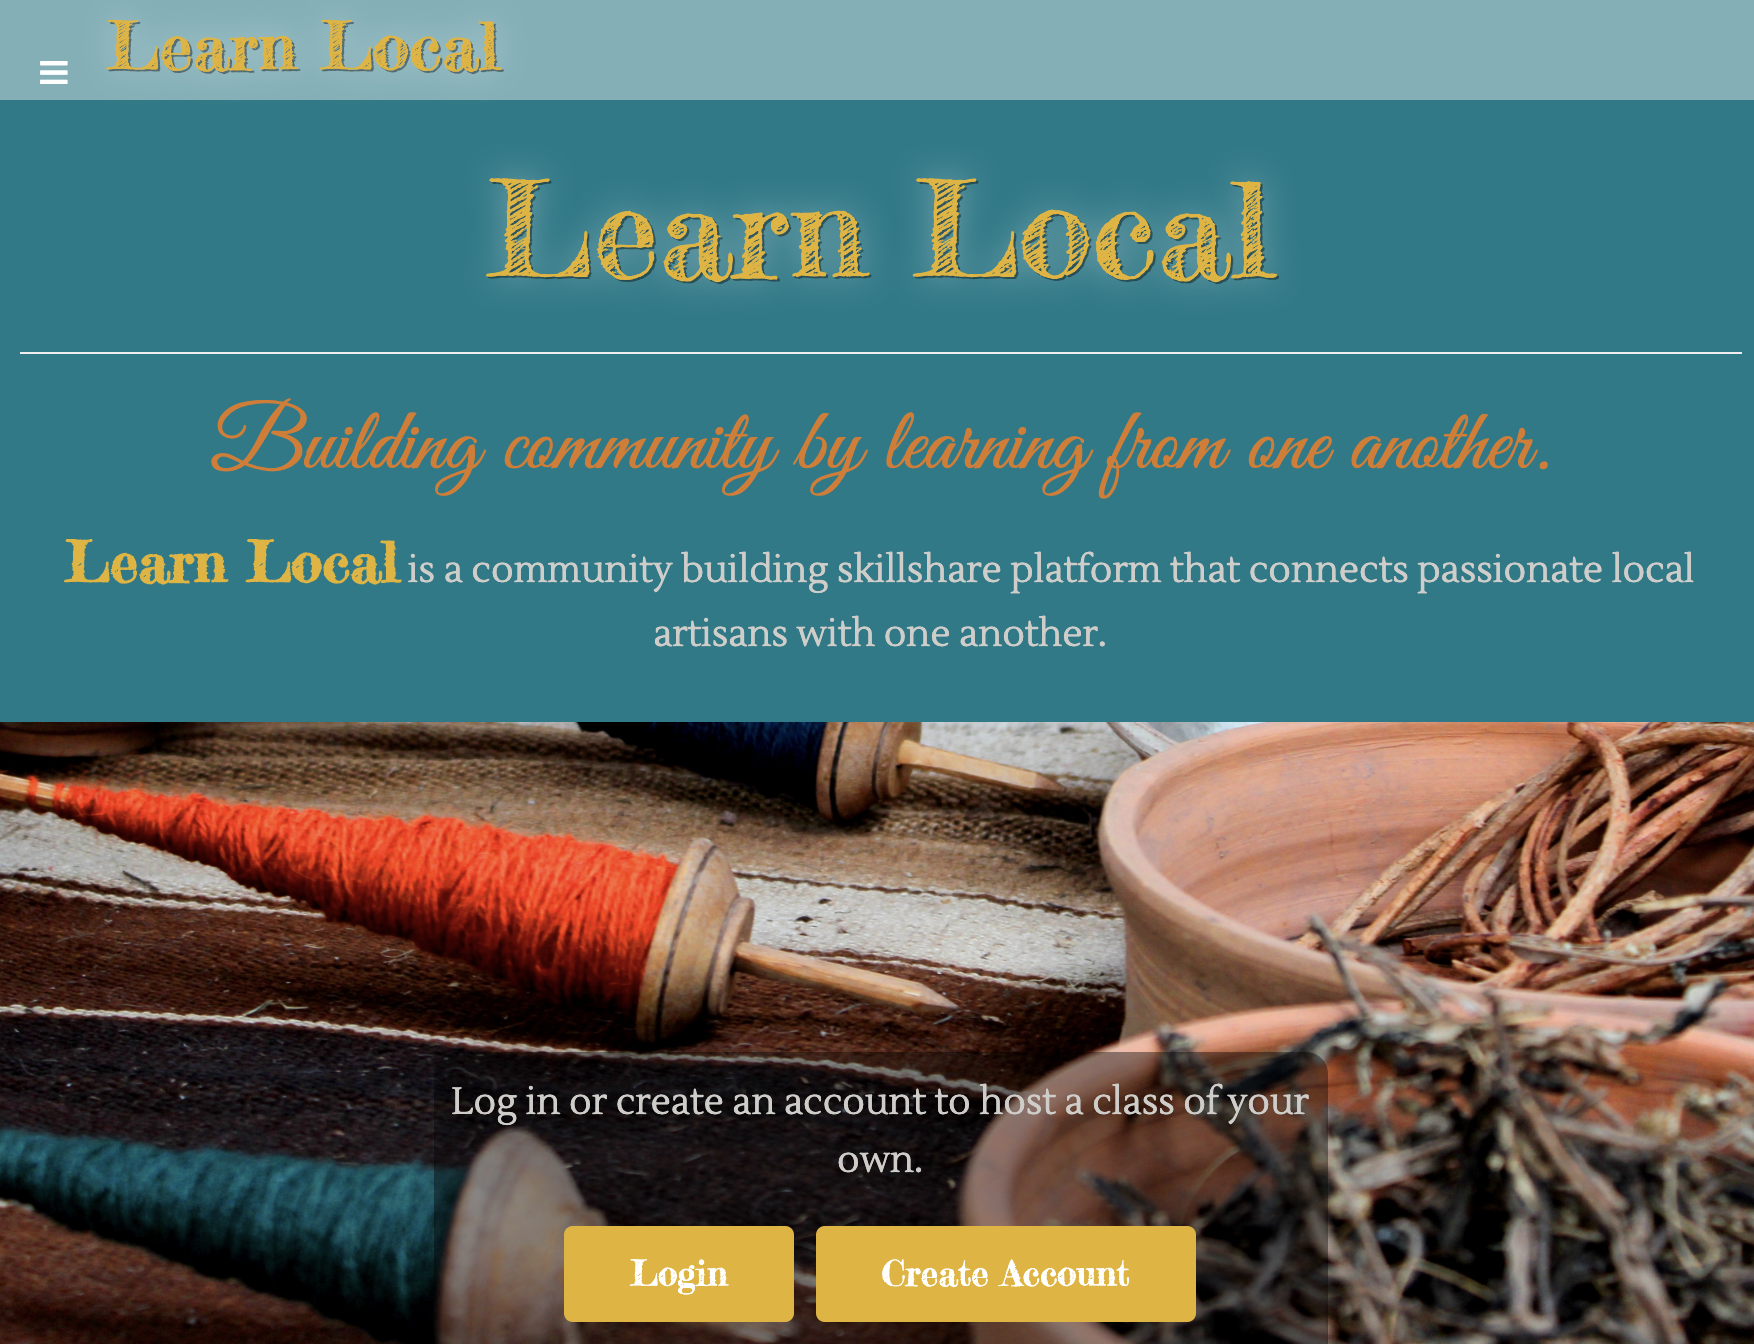 Learn Local
Learn Local
Building community by learning from one another.
Learn Local is a community building skillshare platform that connects passionate local
artisans with one another.
Log in or create an account to host a class of your
own.
Login
Create Account